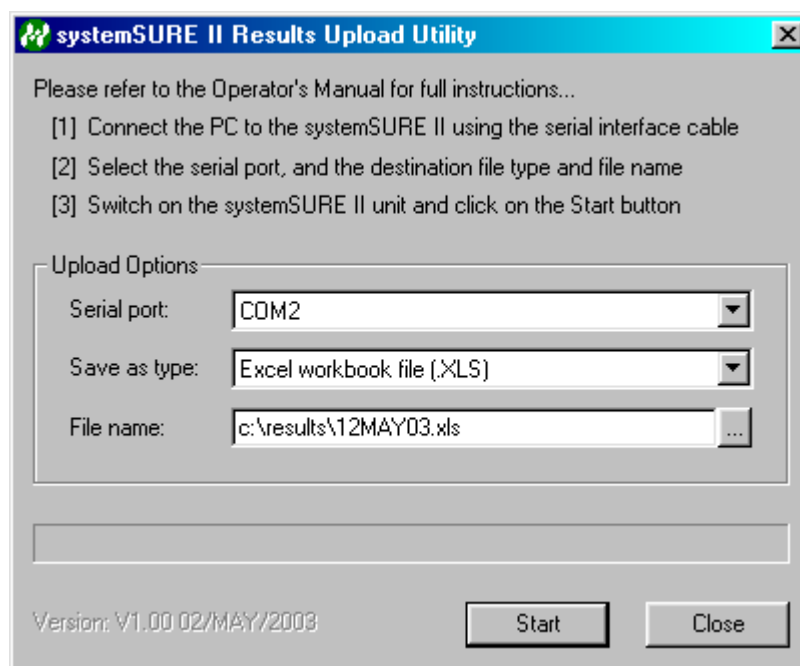 systemSURE II Results Upload Utility
Please refer to the Operator's Manual for full instructions...
[1] Connect the PC to the systemSURE II using the serial interface cable
[2] Select the serial port, and the destination file type and file name
[3] Switch on the systemSURE II unit and click on the Start button
Upload Options
Serial port: COM2
Save as type: Excel workbook file (.XLS)
File name: c:\results\12MAY03.xls ...
Version: V1.00 02/MAY/2003 Start Close